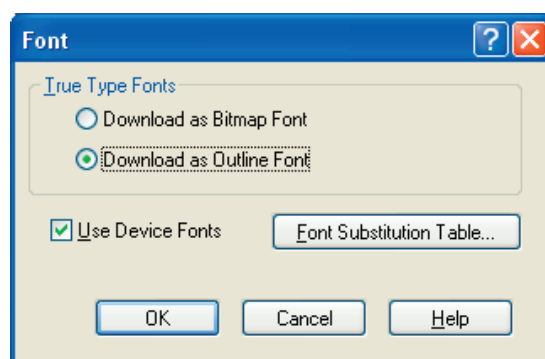 Font
True Type Fonts
Download as Bitmap Font
Download as Outline Font
Use Device Fonts Font Substitution Table...
OK Cancel Help